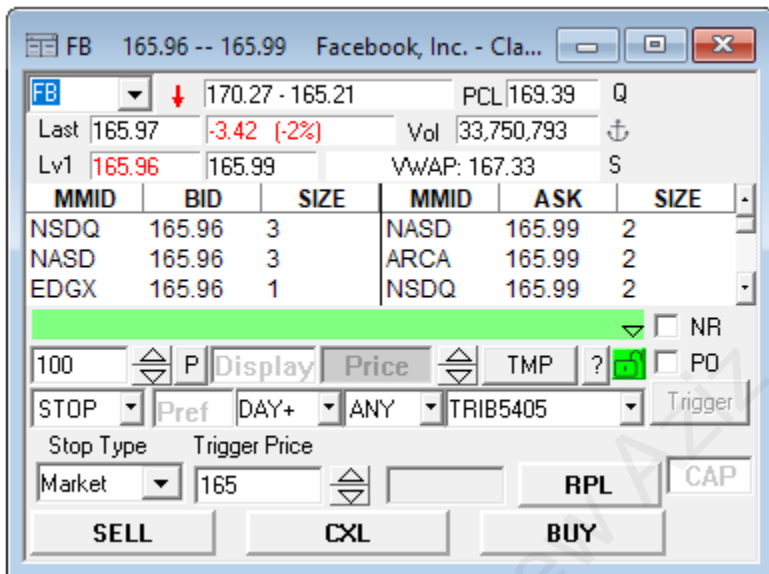 FB 165.96 -- 165.99 Facebook, Inc. - Cla...
FB 170.27 - 165.21 PCL 169.39 Q
Last 165.97 -3.42 (-2%) Vol 33,750,793
Lv1 165.96 165.99 VWAP: 167.33 S
MMID BID SIZE MMID ASK SIZE
NSDQ 165.96 3 NASD 165.99 2
NASD 165.96 3 ARCA 165.99 2
EDGX 165.96 1 NSDQ 165.99 2
NR
100 P Display Price TMP ? PO
STOP Pref DAY+ ANY TRIB5405 Trigger
Stop Type Trigger Price
Market 165 RPL CAP
SELL CXL BUY
ew Aziz